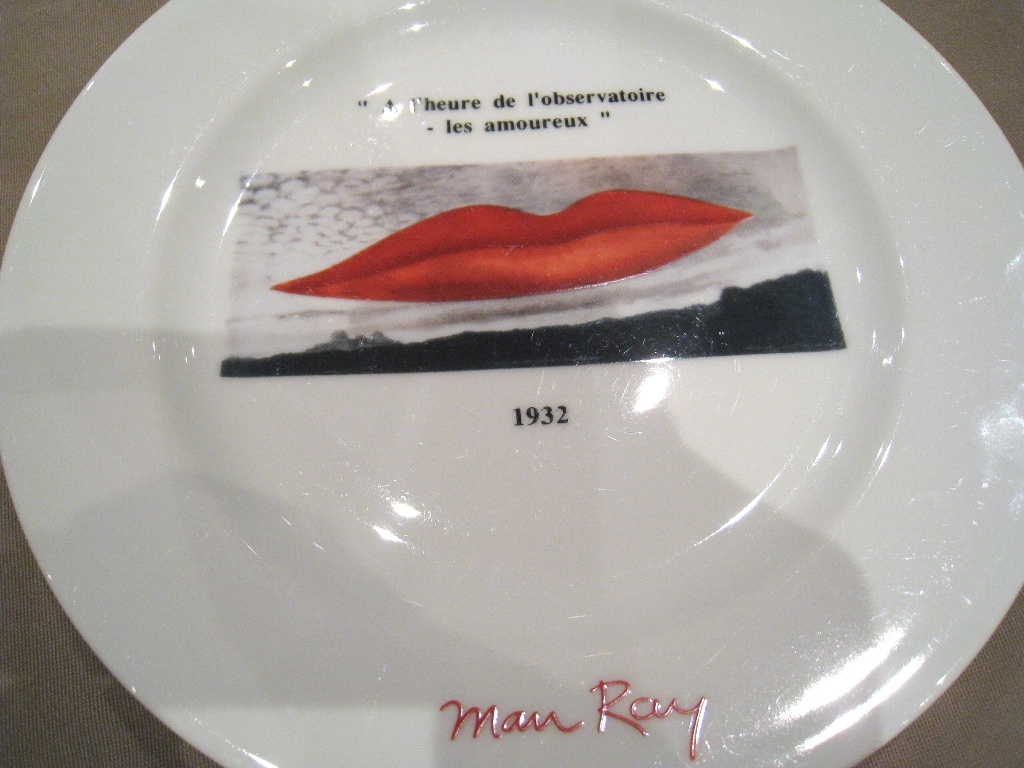 " A l'heure de l'observatoire
- les amoureux "
1932
Man Ray